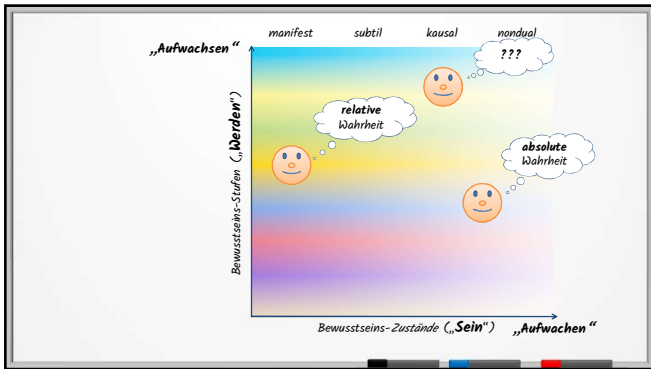 manifest subtil kausal nondual
„Aufwachsen“
???
relative
Wahrheit
absolute
Wahrheit
Bewusstseins-Stufen („Werden“)
Bewusstseins-Zustände („Sein“) „Aufwachen“